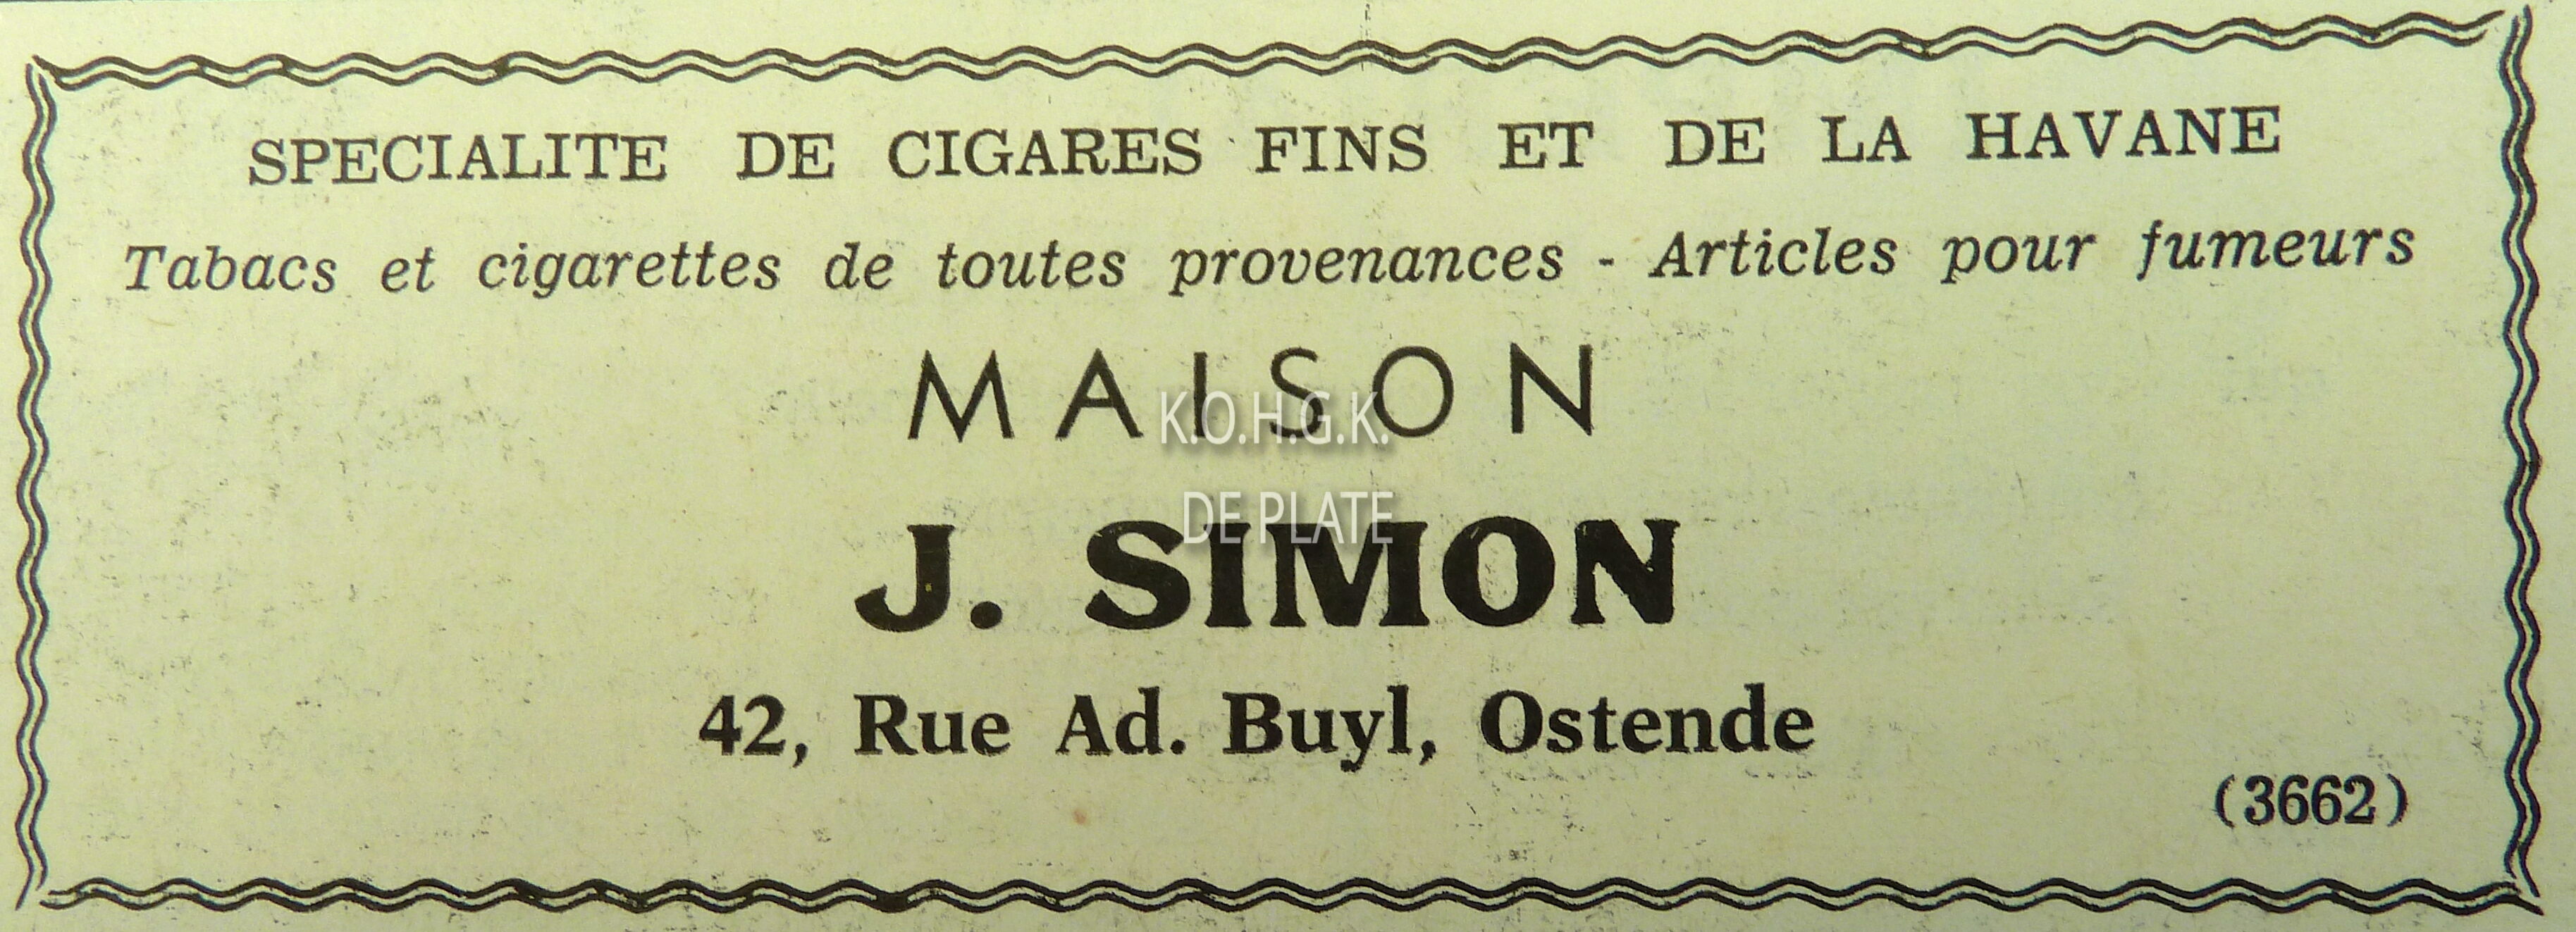 SPECIALITE DE CIGARES FINS ET DE LA HAVANE
Tabacs et cigarettes de toutes provenances - Articles pour fumeurs
MAISON
K.O.H.G.K.
DE PLATE
J. SIMON
42, Rue Ad. Buyl, Ostende
(3662)